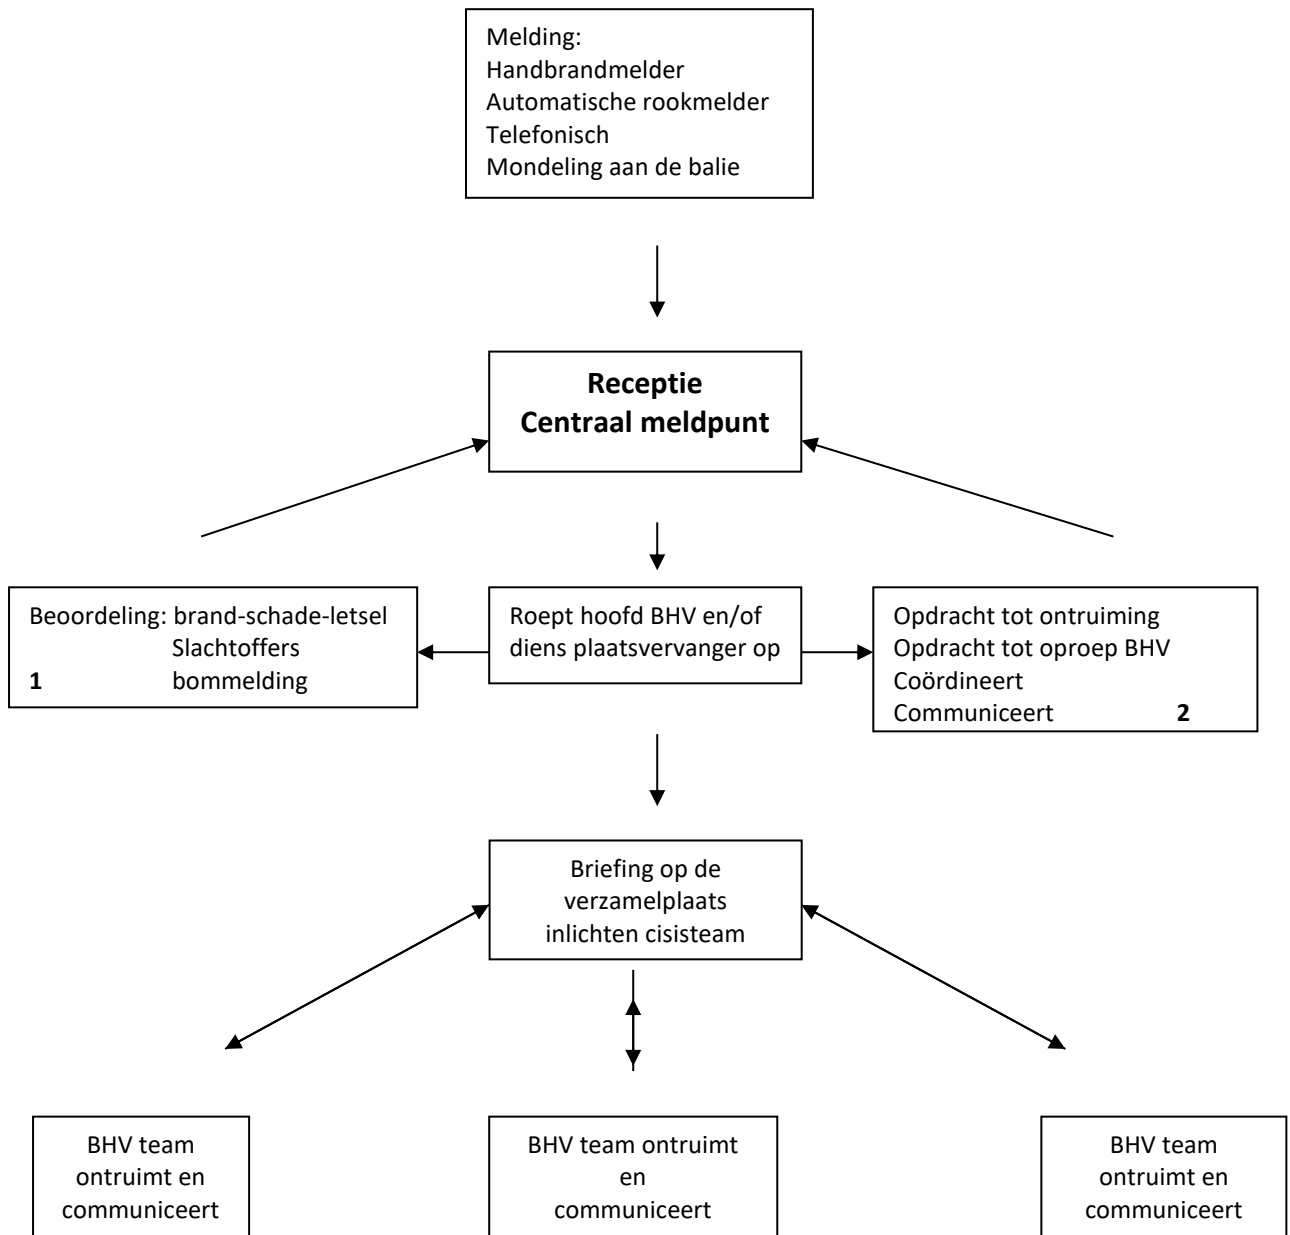 Melding:
Handbrandmelder
Automatische rookmelder
Telefonisch
Mondeling aan de balie
Receptie
Centraal meldpunt
Beoordeling: brand-schade-letsel
Slachtoffers
1 bommelding
Roept hoofd BHV en/of
diens plaatsvervanger op
Opdracht tot ontruiming
Opdracht tot oproep BHV
Coördineert
Communiceert 2
Briefing op de
verzamelplaats
inlichten cisisteam
BHV team
ontruimt en
communiceert
BHV team ontruimt
en
communiceert
BHV team
ontruimt en
communiceert